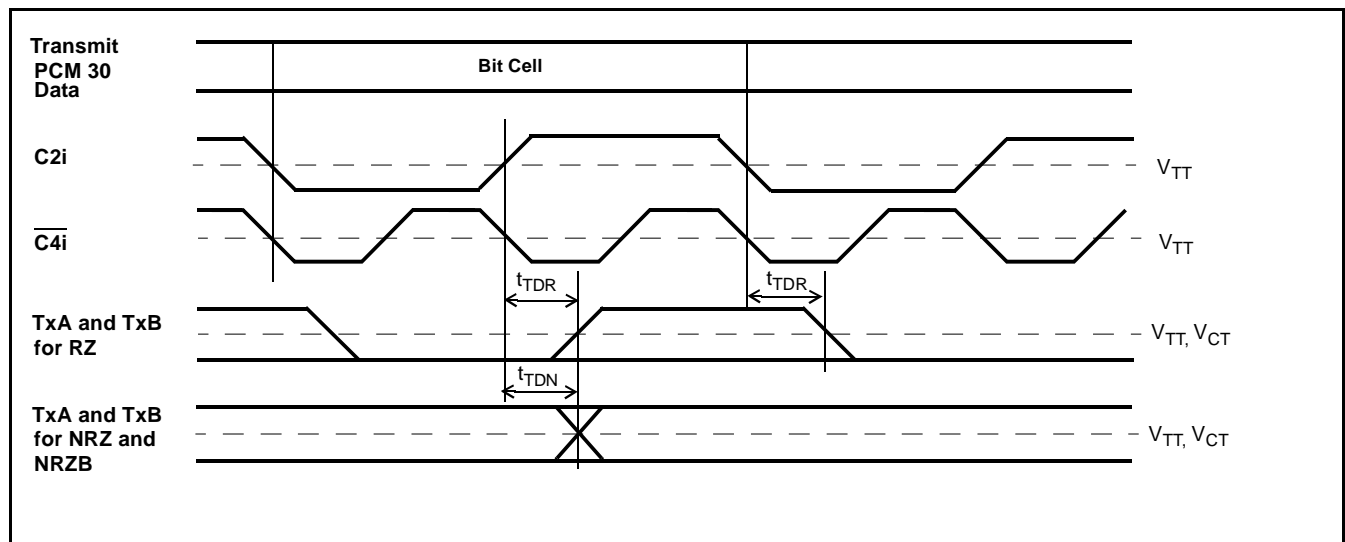 Transmit
PCM 30
Data
Bit Cell
C2i
V_TT
C4i
V_TT
t_TDR
t_TDR
TxA and TxB
for RZ
V_TT, V_CT
t_TDN
TxA and TxB
for NRZ and
NRZB
V_TT, V_CT